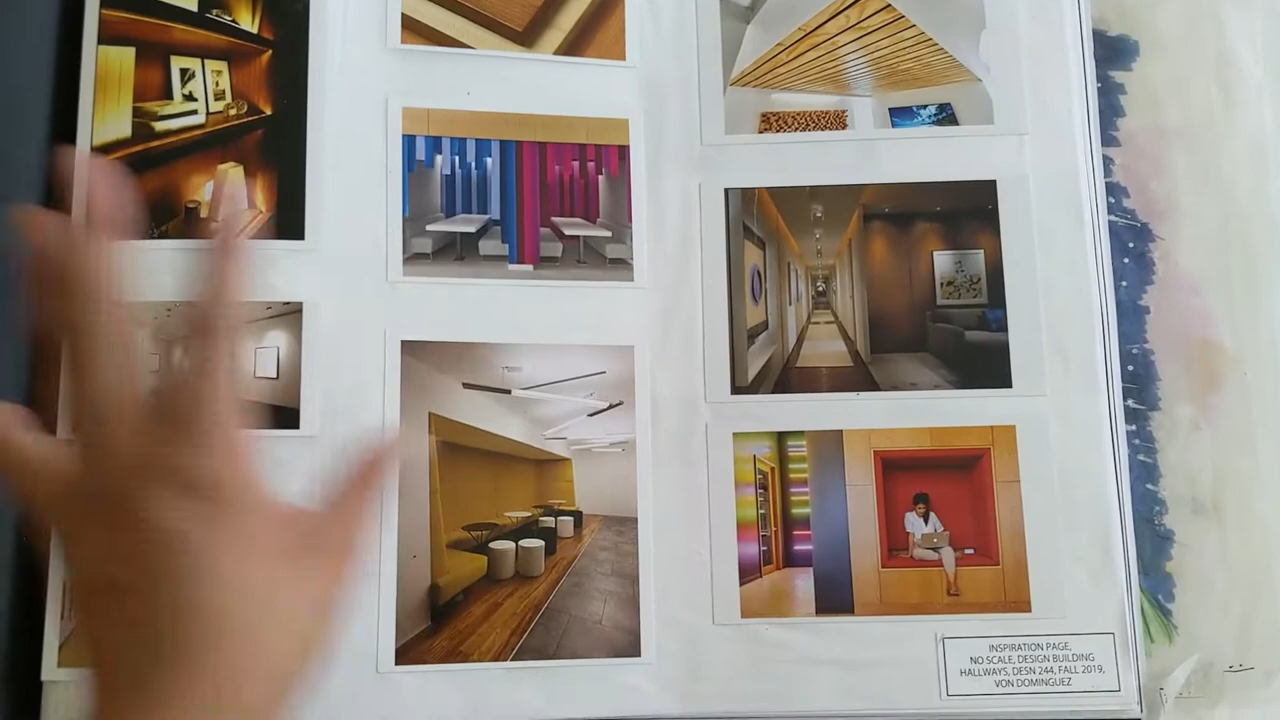 INSPIRATION PAGE,
NO SCALE, DESIGN BUILDING
HALLWAYS, DESN 244, FALL 2019,
VON DOMINGUEZ